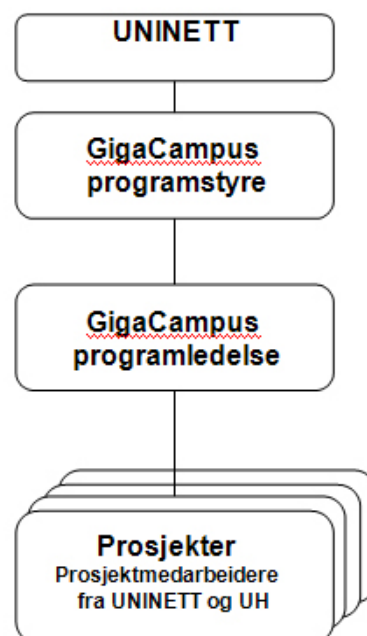 UNINETT
GigaCampus
programstyre
GigaCampus
programledelse
Prosjekter
Prosjektmedarbeidere
fra UNINETT og UH